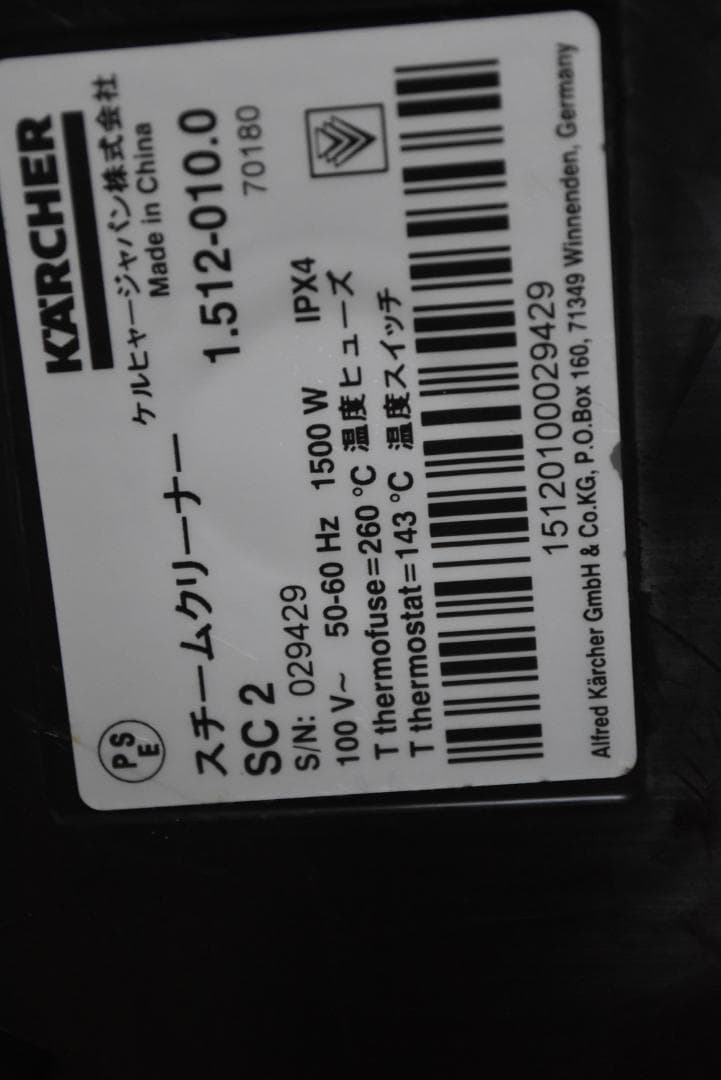 KÄRCHER
ケルヒャージャパン株式会社
Made in China
PSE
スチームクリーナー 1.512-010.0
SC 2 70180
S/N: 029429
100 V~ 50-60 Hz 1500 W IPX4
T thermofuse=260 °C 温度ヒューズ
T thermostat=143 °C 温度スイッチ
1512010002​9429
Alfred Kärcher GmbH & Co.KG, P.O.Box 160, 71349 Winnenden, Germany